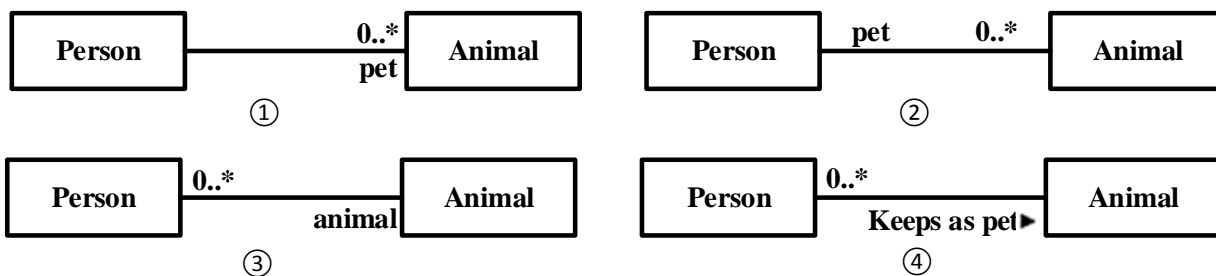 Person 0..* pet Animal
①
Person pet 0..* Animal
②
Person 0..* animal Animal
③
Person 0..* Keeps as pet Animal
④